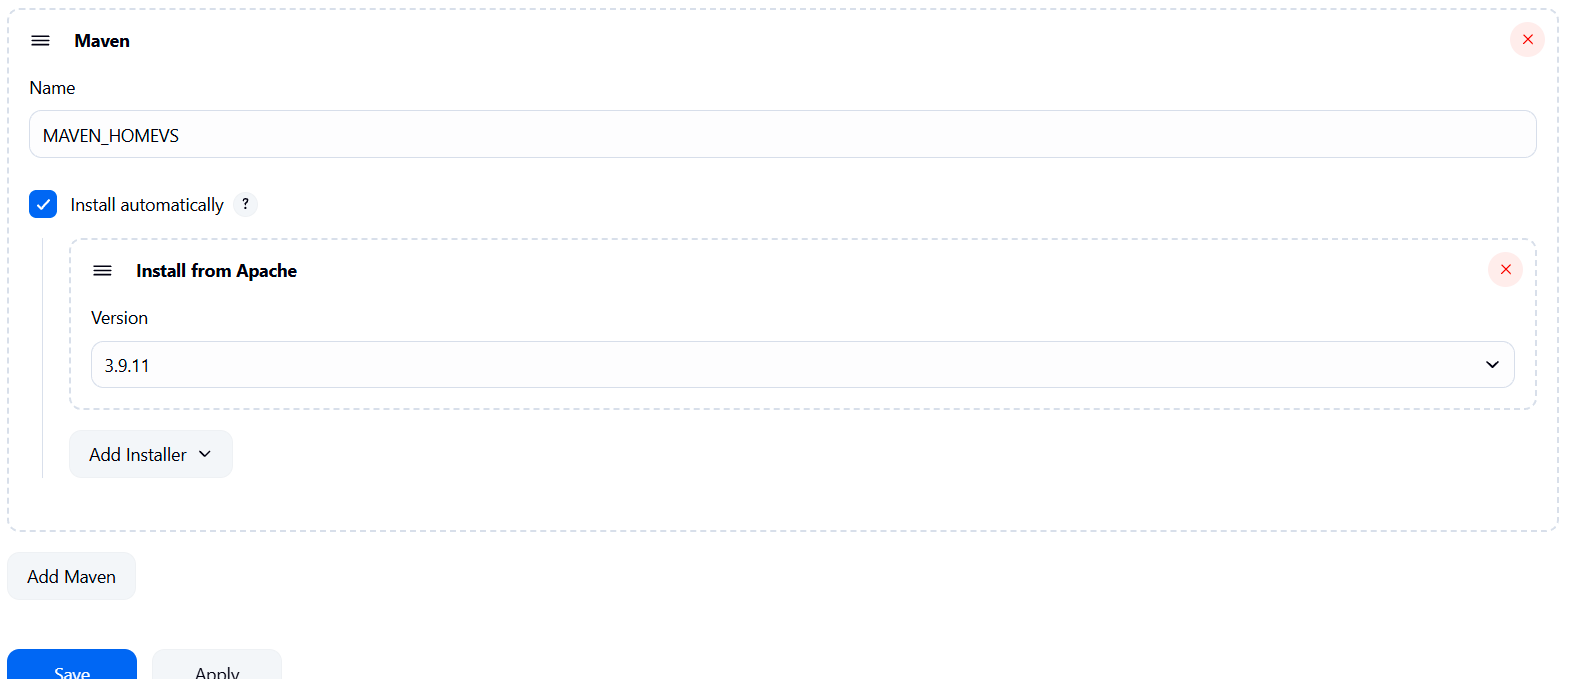 Maven
Name
MAVEN_HOMEVS
Install automatically ?
Install from Apache
Version
3.9.11
Add Installer
Add Maven
Save Apply